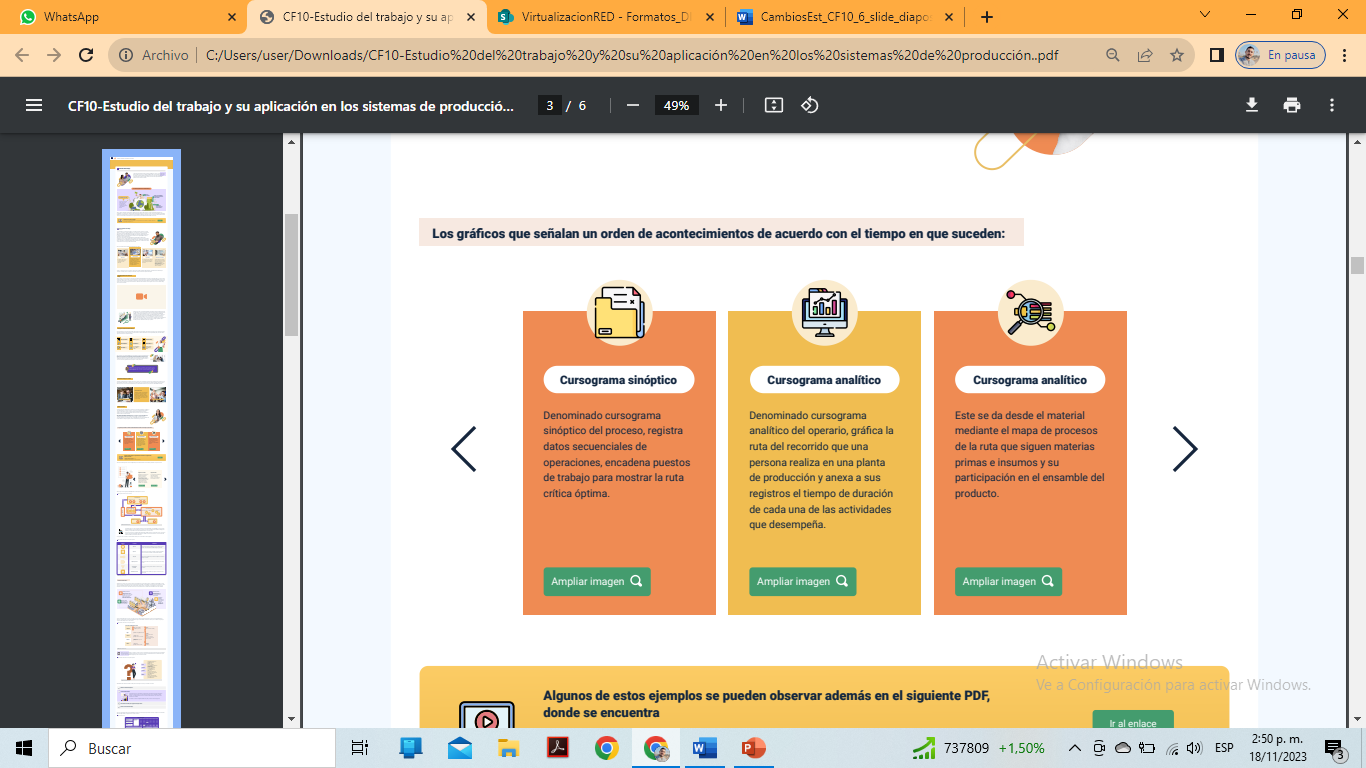 WhatsApp
CF10-Estudio del trabajo y su ap
VirtualizacionRED - Formatos_DI
CambiosEst_CF10_6_slide_diapos
Archivo
C:/Users/user/Downloads/CF10-Estudio%20del%20trabajo%20y%20su%20aplicación%20en%20los%20sistemas%20de%20producción..pdf
En pausa
CF10-Estudio del trabajo y su aplicación en los sistemas de producció...
3 / 6
49%
Los gráficos que señalan un orden de acontecimientos de acuerdo con el tiempo en que suceden:
Cursograma sinóptico
Denominado cursograma
sinóptico del proceso, registra
datos secuenciales de
operaciones, encadena puestos
de trabajo para mostrar la ruta
crítica óptima.
Ampliar imagen
Cursograma analítico
Denominado cursograma
analítico del operario, gráfica la
ruta del recorrido que una
persona realiza en una planta
de producción y anexa a sus
registros el tiempo de duración
de cada una de las actividades
que desempeña.
Ampliar imagen
Cursograma analítico
Este se da desde el material
mediante el mapa de procesos
de la ruta que siguen materias
primas e insumos y su
participación en el ensamble del
producto.
Ampliar imagen
Activar Windows
Ve a Configuración para activar Windows.
Algunos de estos ejemplos se pueden observar además en el siguiente PDF,
donde se encuentra
Ir al enlace
Buscar
737809 +1,50%
ESP
2:50 p. m.
18/11/2023
3